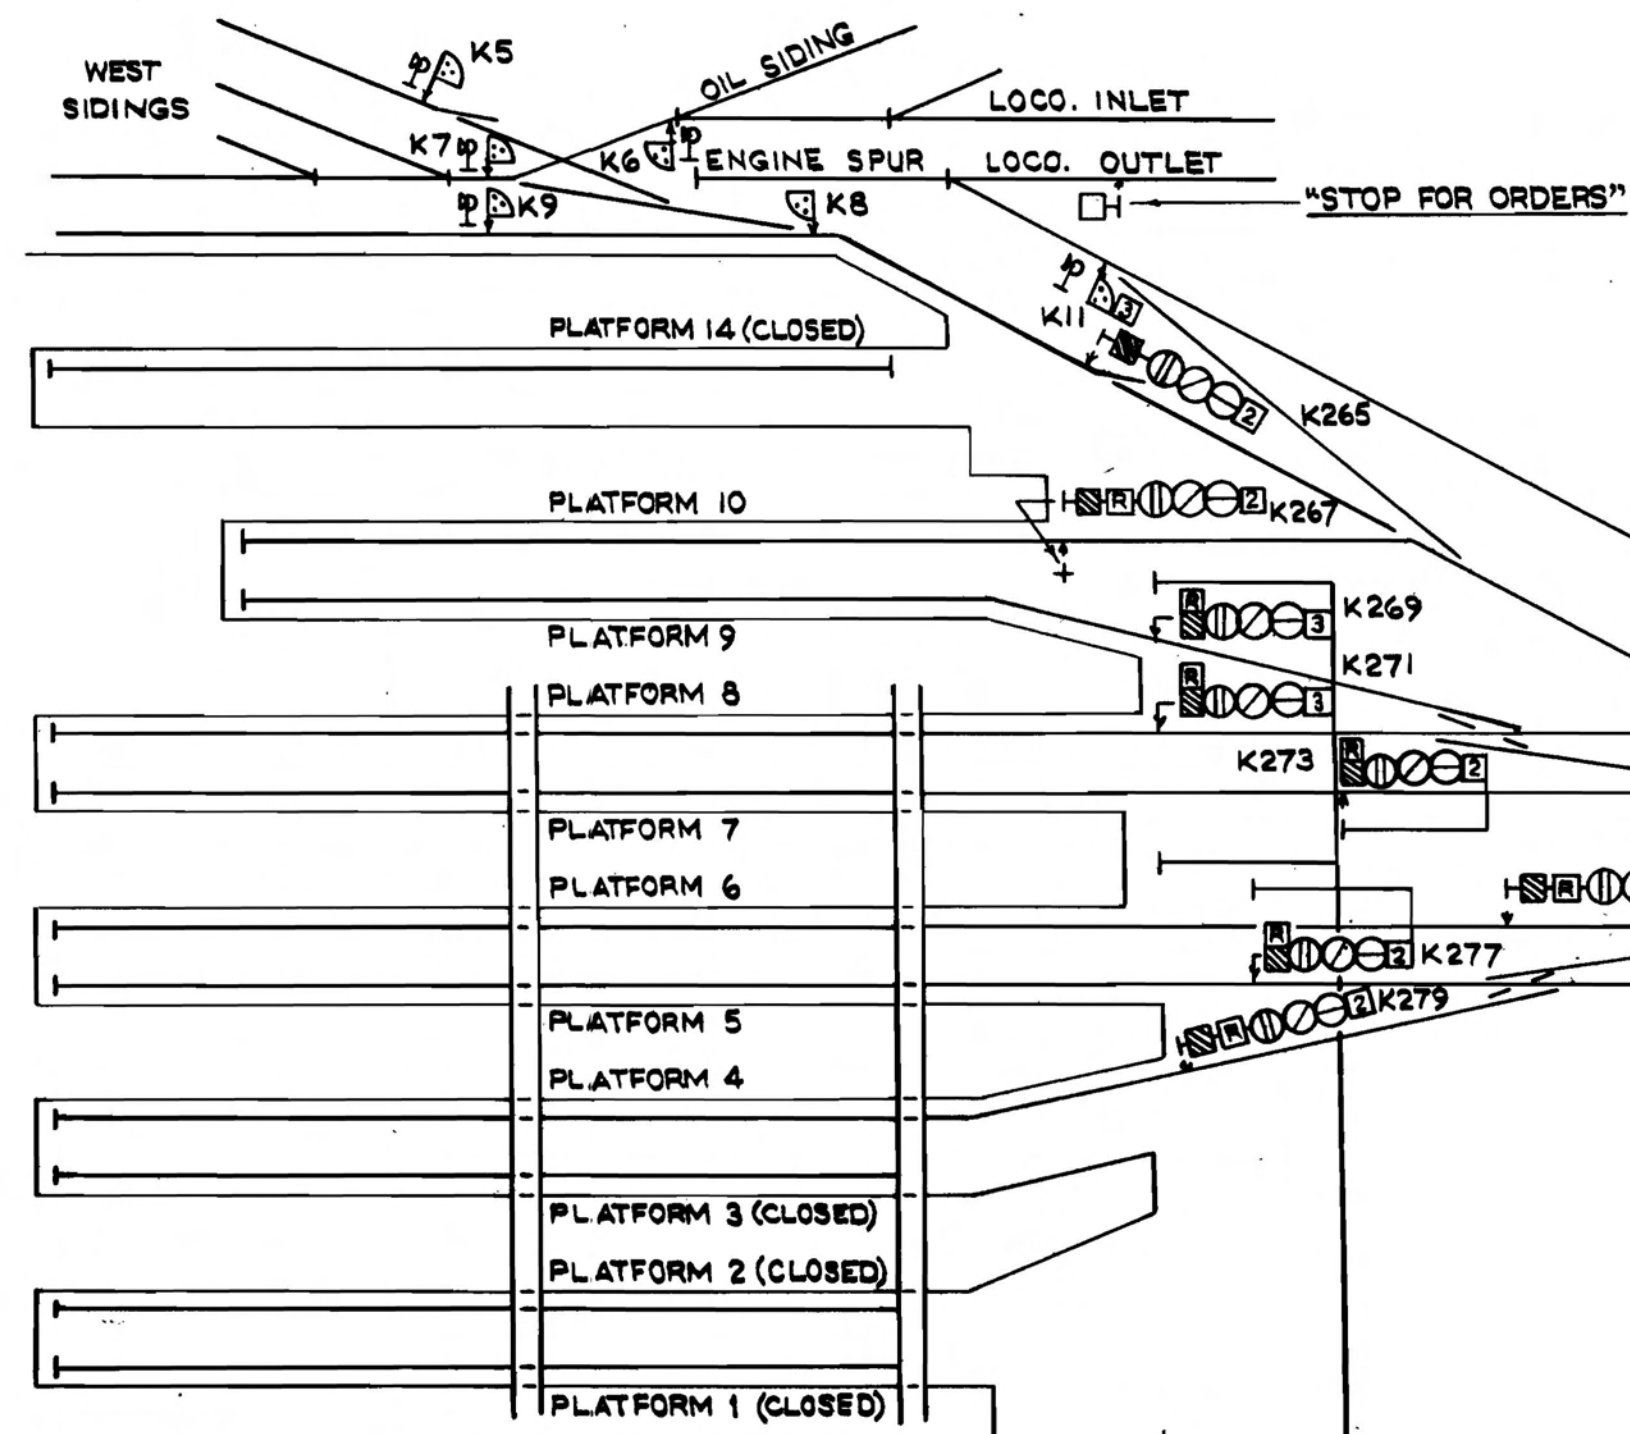 K5
OIL SIDING
WEST
SIDINGS
LOCO. INLET
K7
K6
ENGINE SPUR
LOCO. OUTLET
K9
K8
"STOP FOR ORDERS"
3
K11
PLATFORM 14 (CLOSED)
2
K265
PLATFORM 10
R
2
K267
R
3
K269
PLATFORM 9
K271
PLATFORM 8
R
3
K273
R
2
PLATFORM 7
PLATFORM 6
R
R
2
K277
PLATFORM 5
R
2
K279
PLATFORM 4
PLATFORM 3 (CLOSED)
PLATFORM 2 (CLOSED)
PLATFORM 1 (CLOSED)